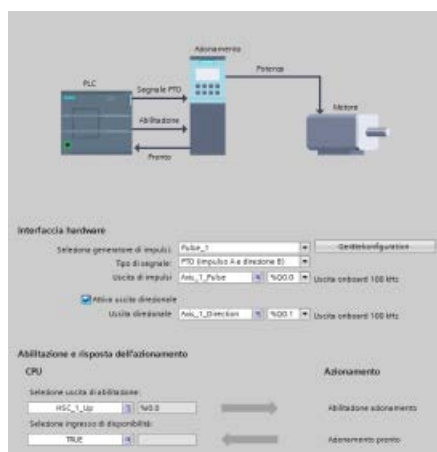 Azionamento
PLC
Segnale PTO
Potenza
Abilitazione
Motore
Pronto
Interfaccia hardware
Seleziona generatore di impulsi:
Pulse_1
Gerätekonfiguration
Tipo di segnale:
PTO (impulso A e direzione B)
Uscita di impulsi
Axis_1_Pulse
%Q0.0
Uscita onboard 100 kHz
Attiva uscita direzionale
Uscita direzionale
Axis_1_Direction
%Q0.1
Uscita onboard 100 kHz
Abilitazione e risposta dell'azionamento
CPU
Azionamento
Selezione uscita di abilitazione:
HSC_1_Up
%I0.0
Abilitazione azionamento
Selezione ingresso di disponibilità:
TRUE
Azionamento pronto